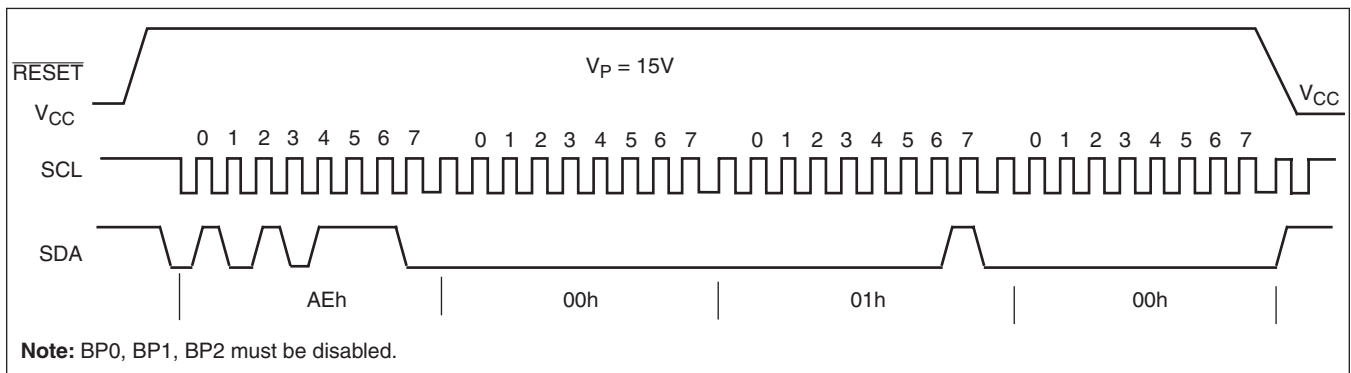 RESET
V_P = 15V
V_CC
V_CC
0 1 2 3 4 5 6 7 0 1 2 3 4 5 6 7 0 1 2 3 4 5 6 7 0 1 2 3 4 5 6 7
SCL
SDA
AEh 00h 01h 00h
Note: BP0, BP1, BP2 must be disabled.